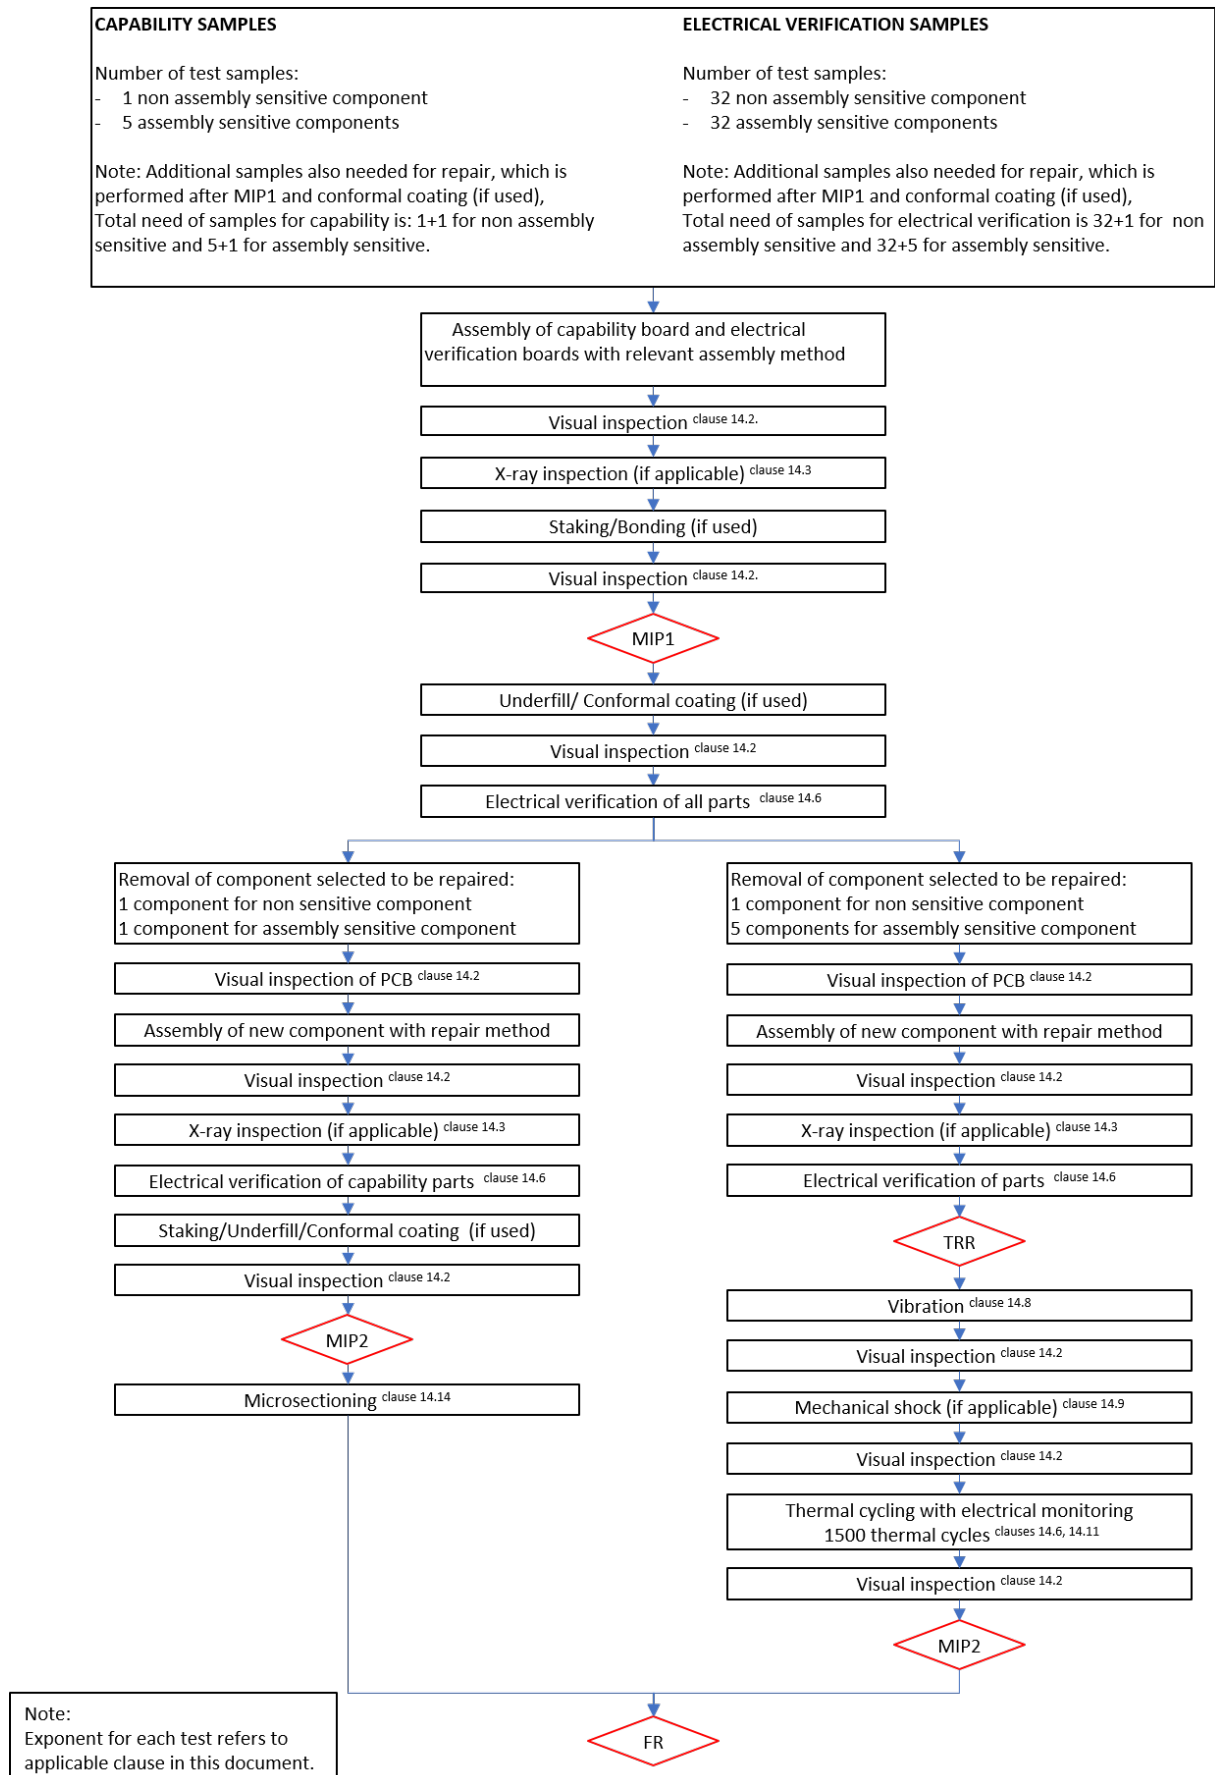 CAPABILITY SAMPLES
Number of test samples:
- 1 non assembly sensitive component
- 5 assembly sensitive components
Note: Additional samples also needed for repair, which is
performed after MIP1 and conformal coating (if used),
Total need of samples for capability is: 1+1 for non assembly
sensitive and 5+1 for assembly sensitive.
ELECTRICAL VERIFICATION SAMPLES
Number of test samples:
- 32 non assembly sensitive component
- 32 assembly sensitive components
Note: Additional samples also needed for repair, which is
performed after MIP1 and conformal coating (if used),
Total need of samples for electrical verification is 32+1 for non
assembly sensitive and 32+5 for assembly sensitive.
Assembly of capability board and electrical
verification boards with relevant assembly method
Visual inspection clause 14.2.
X-ray inspection (if applicable) clause 14.3
Staking/Bonding (if used)
Visual inspection clause 14.2.
MIP1
Underfill/ Conformal coating (if used)
Visual inspection clause 14.2
Electrical verification of all parts clause 14.6
Removal of component selected to be repaired:
1 component for non sensitive component
1 component for assembly sensitive component
Visual inspection of PCB clause 14.2
Assembly of new component with repair method
Visual inspection clause 14.2
X-ray inspection (if applicable) clause 14.3
Electrical verification of capability parts clause 14.6
Staking/Underfill/Conformal coating (if used)
Visual inspection clause 14.2
MIP2
Microsectioning clause 14.14
Removal of component selected to be repaired:
1 component for non sensitive component
5 components for assembly sensitive component
Visual inspection of PCB clause 14.2
Assembly of new component with repair method
Visual inspection clause 14.2
X-ray inspection (if applicable) clause 14.3
Electrical verification of parts clause 14.6
TRR
Vibration clause 14.8
Visual inspection clause 14.2
Mechanical shock (if applicable) clause 14.9
Visual inspection clause 14.2
Thermal cycling with electrical monitoring
1500 thermal cycles clauses 14.6, 14.11
Visual inspection clause 14.2
MIP2
FR
Note:
Exponent for each test refers to
applicable clause in this document.